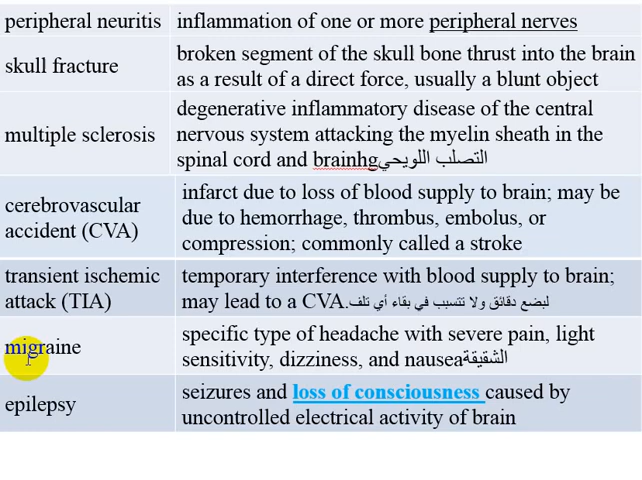 peripheral neuritis
inflammation of one or more peripheral nerves
skull fracture
broken segment of the skull bone thrust into the brain
as a result of a direct force, usually a blunt object
multiple sclerosis
degenerative inflammatory disease of the central
nervous system attacking the myelin sheath in the
spinal cord and brainhgالتصلب اللويحي
cerebrovascular
accident (CVA)
infarct due to loss of blood supply to brain; may be
due to hemorrhage, thrombus, embolus, or
compression; commonly called a stroke
transient ischemic
attack (TIA)
temporary interference with blood supply to brain;
may lead to a CVA.لبضع دقائق ولا تتسبب في بقاء أي تلف
migraine
specific type of headache with severe pain, light
sensitivity, dizziness, and nauseaالشقيقة
epilepsy
seizures and loss of consciousness caused by
uncontrolled electrical activity of brain